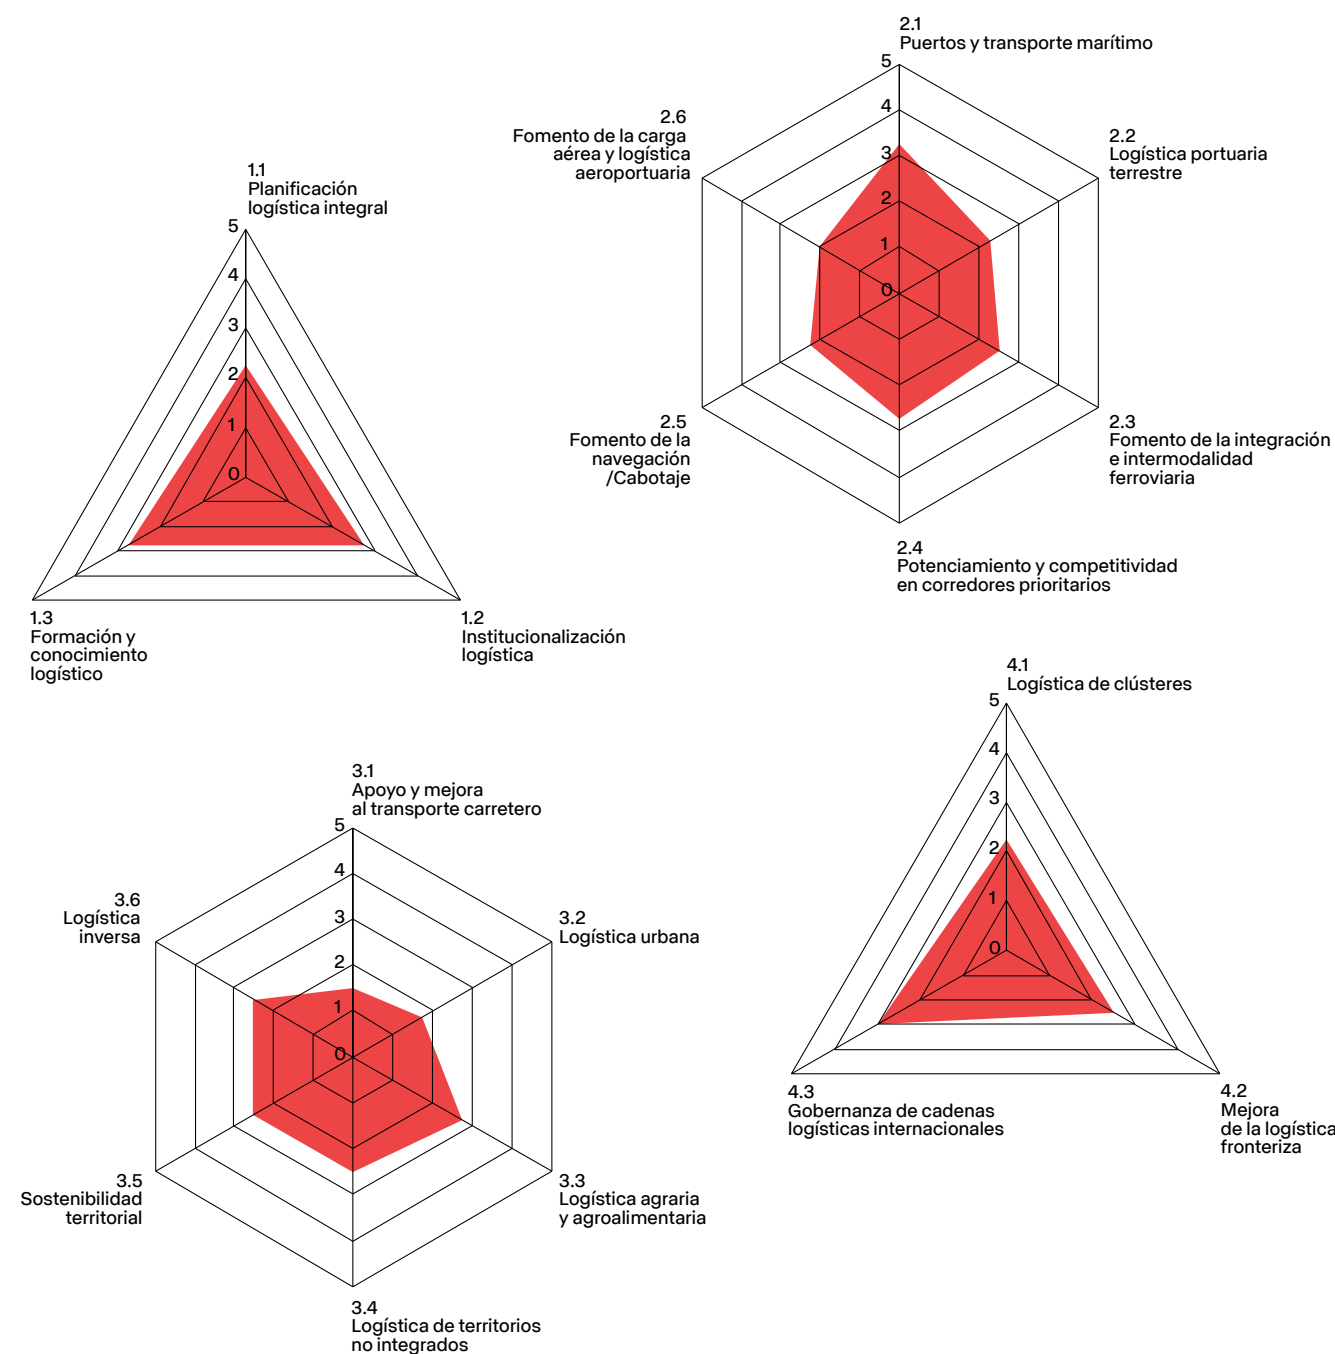 1.1
Planificación
logística integral
5
4
3
2
1
0
1.3
Formación y
conocimiento
logístico
1.2
Institucionalización
logística
2.1
Puertos y transporte marítimo
5
4
3
2
1
0
2.6
Fomento de la carga
aérea y logística
aeroportuaria
2.2
Logística portuaria
terrestre
2.5
Fomento de la
navegación
/Cabotaje
2.3
Fomento de la integración
e intermodalidad
ferroviaria
2.4
Potenciamiento y competitividad
en corredores prioritarios
3.1
Apoyo y mejora
al transporte carretero
5
4
3
2
1
0
3.6
Logística
inversa
3.2
Logística urbana
3.5
Sostenibilidad
territorial
3.3
Logística agraria
y agroalimentaria
3.4
Logística de territorios
no integrados
4.1
Logística de clústeres
5
4
3
2
1
0
4.3
Gobernanza de cadenas
logísticas internacionales
4.2
Mejora
de la logística
fronteriza